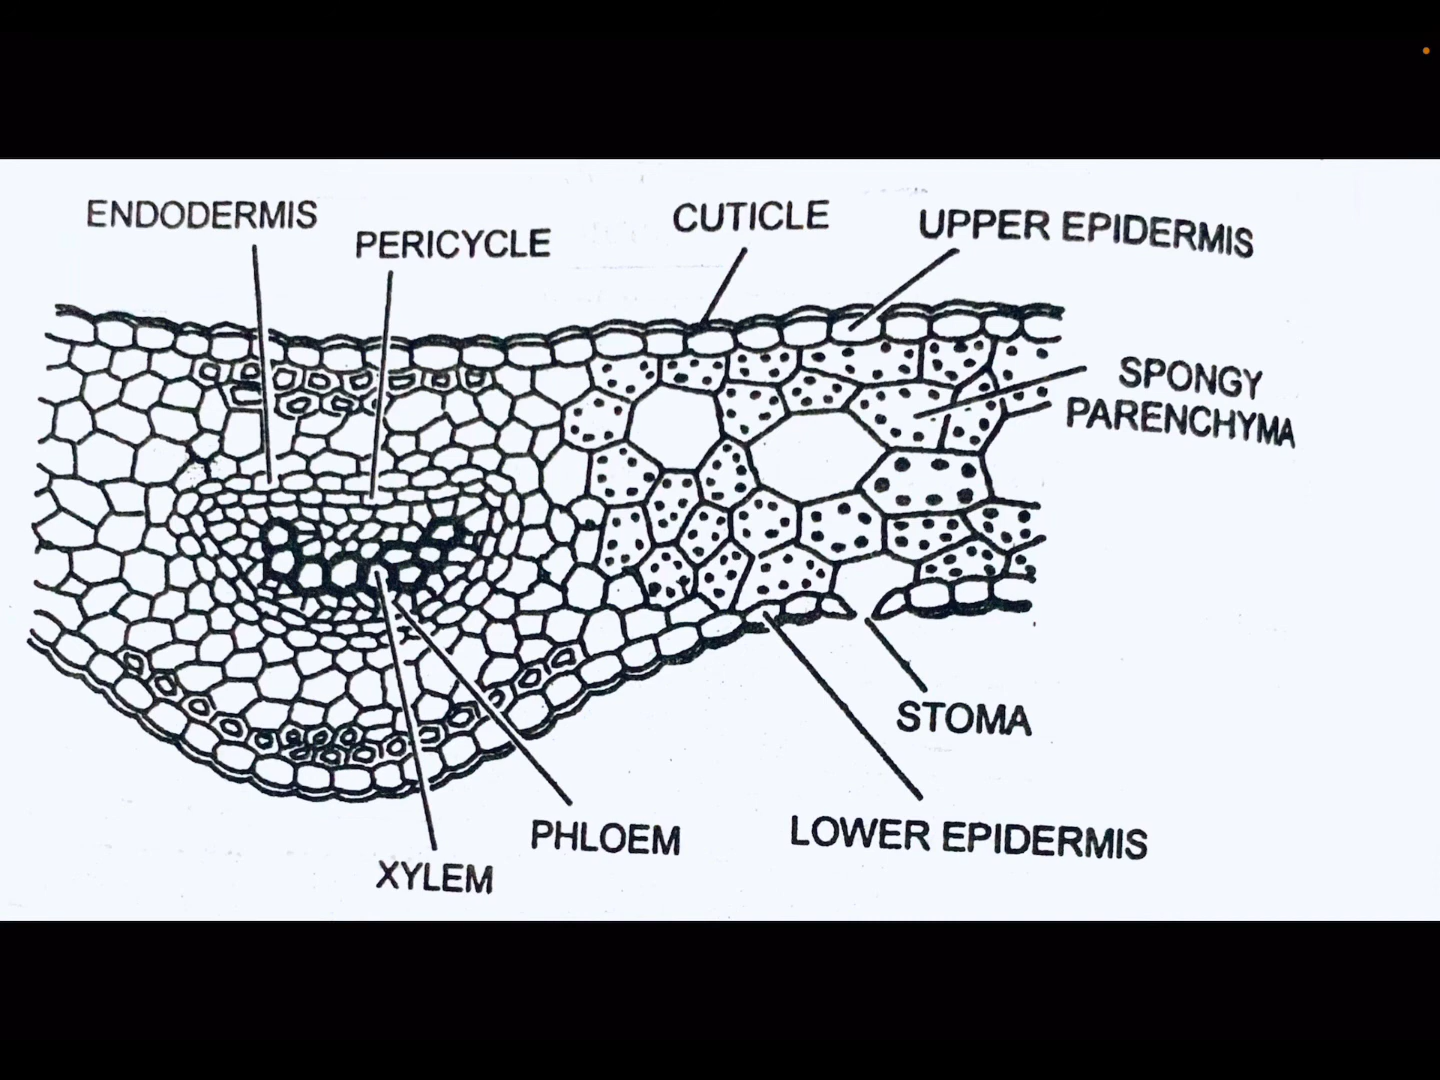 ENDODERMIS
PERICYCLE
CUTICLE
UPPER EPIDERMIS
SPONGY
PARENCHYMA
STOMA
LOWER EPIDERMIS
PHLOEM
XYLEM